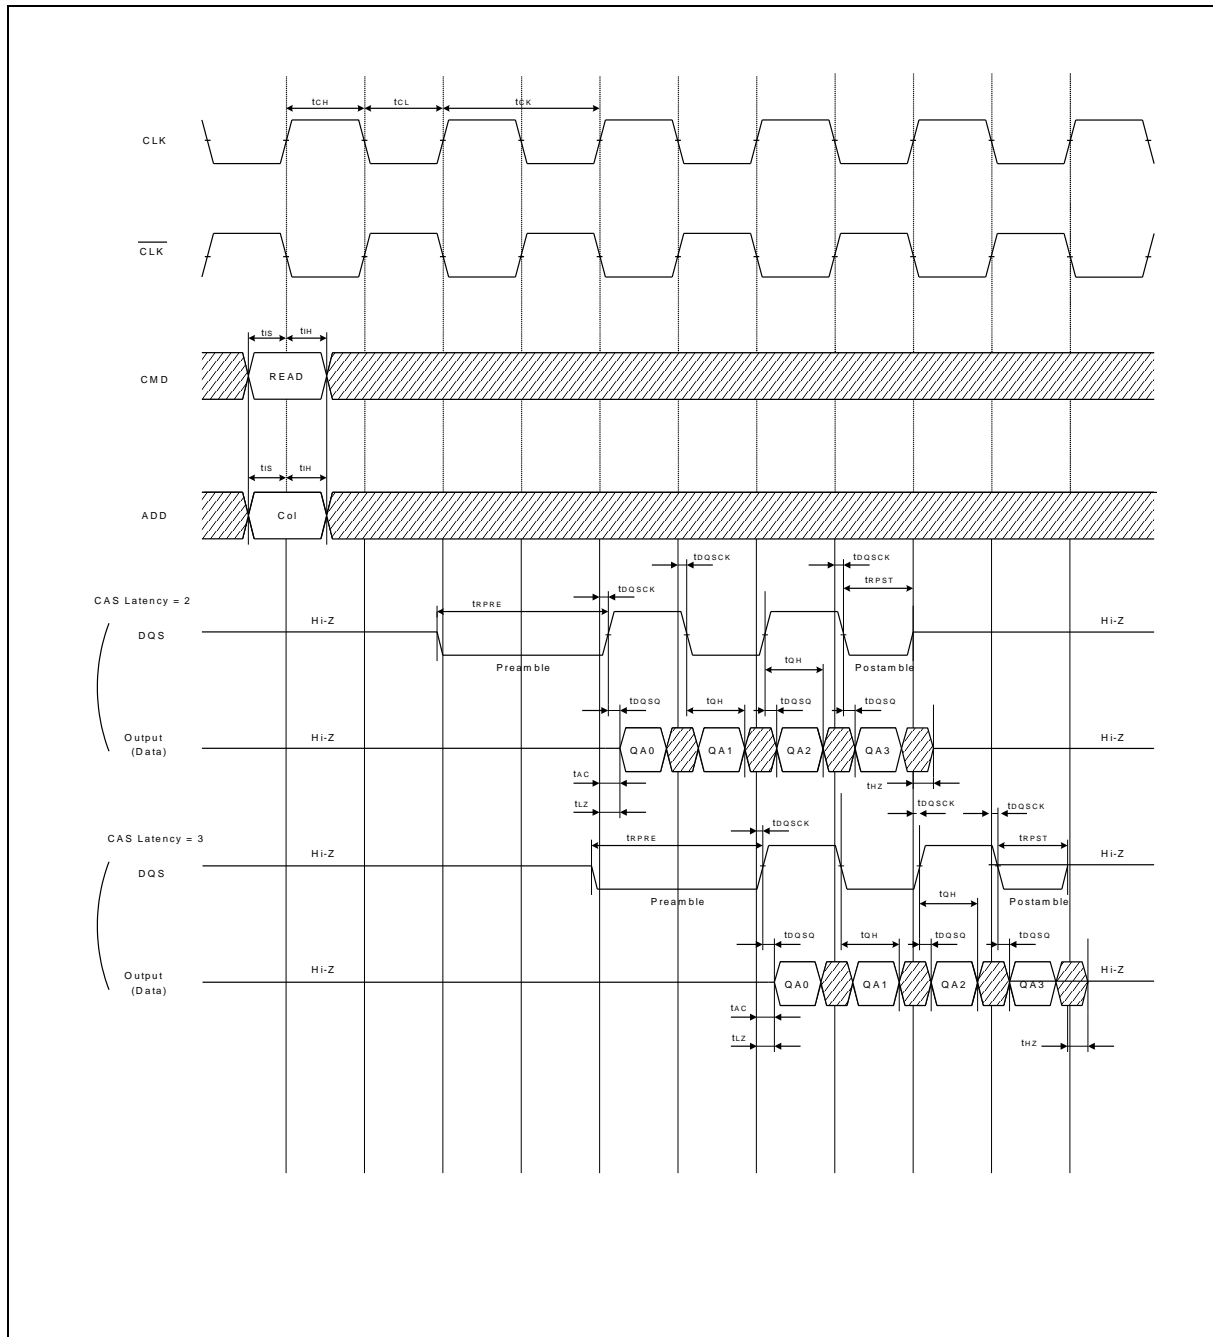 tCH tCL tCK
CLK
CLK
tIS tIH
CMD READ
tIS tIH
ADD Col
tDQSCK tDQSCK
tDQSCK tRPST
CAS Latency = 2
tRPRE
DQS Hi-Z Hi-Z
Preamble tQH Postamble
tDQSQ tQH tDQSQ tDQSQ
Output
(Data) Hi-Z QA0 QA1 QA2 QA3 Hi-Z
tAC tHZ
tLZ tDQSCK tDQSCK
tDQSCK
CAS Latency = 3
tRPRE tRPST
DQS Hi-Z Hi-Z
Preamble tQH Postamble
tDQSQ tQH tDQSQ tDQSQ
Output
(Data) Hi-Z QA0 QA1 QA2 QA3 Hi-Z
tAC
tLZ tHZ